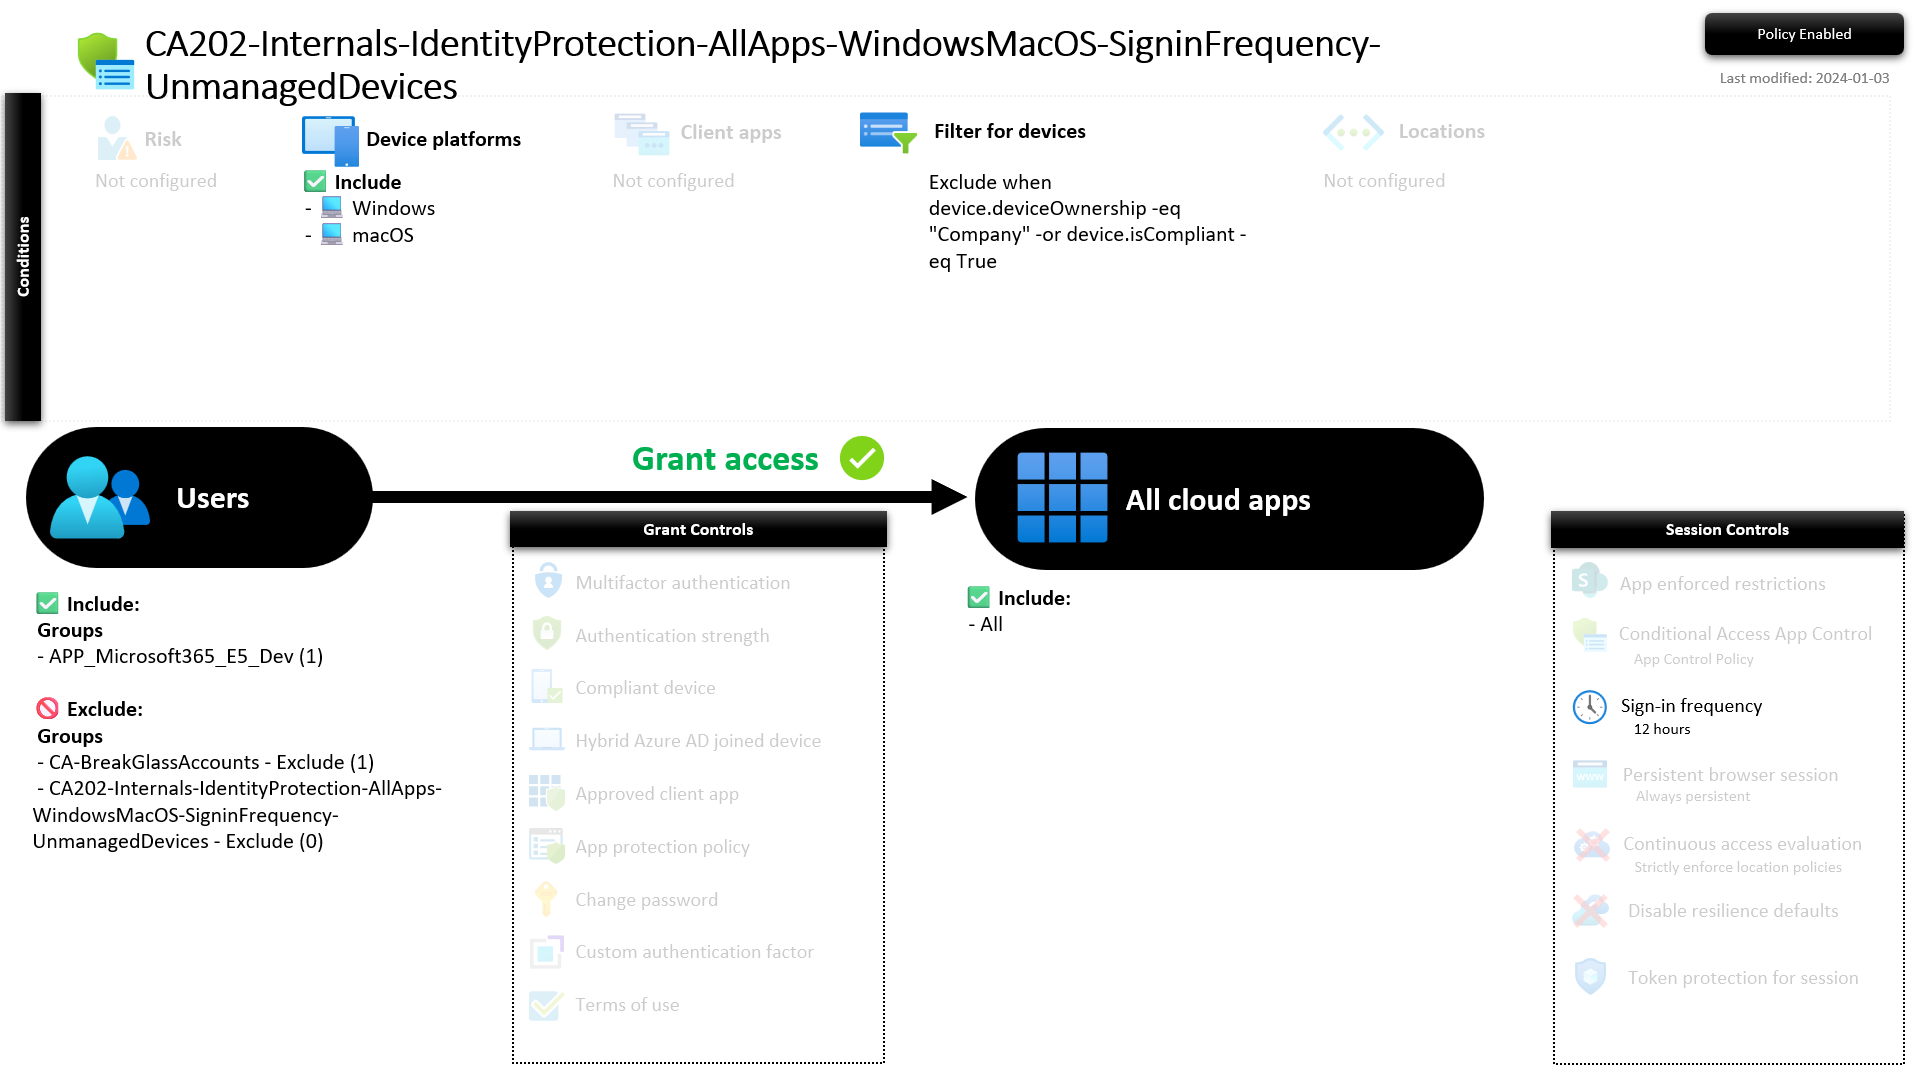 CA202-Internals-IdentityProtection-AllApps-WindowsMacOS-SigninFrequency-
UnmanagedDevices
Policy Enabled
Last modified: 2024-01-03
Conditions
Risk
Not configured
Device platforms
Include
- Windows
- macOS
Client apps
Not configured
Filter for devices
Exclude when
device.deviceOwnership -eq
"Company" -or device.isCompliant -
eq True
Locations
Not configured
Users
Grant access
All cloud apps
Include:
Groups
- APP_Microsoft365_E5_Dev (1)
Exclude:
Groups
- CA-BreakGlassAccounts - Exclude (1)
- CA202-Internals-IdentityProtection-AllApps-
WindowsMacOS-SigninFrequency-
UnmanagedDevices - Exclude (0)
Grant Controls
Multifactor authentication
Authentication strength
Compliant device
Hybrid Azure AD joined device
Approved client app
App protection policy
Change password
Custom authentication factor
Terms of use
Include:
- All
Session Controls
S
App enforced restrictions
Conditional Access App Control
App Control Policy
Sign-in frequency
12 hours
www
Persistent browser session
Always persistent
Continuous access evaluation
Strictly enforce location policies
Disable resilience defaults
Token protection for session